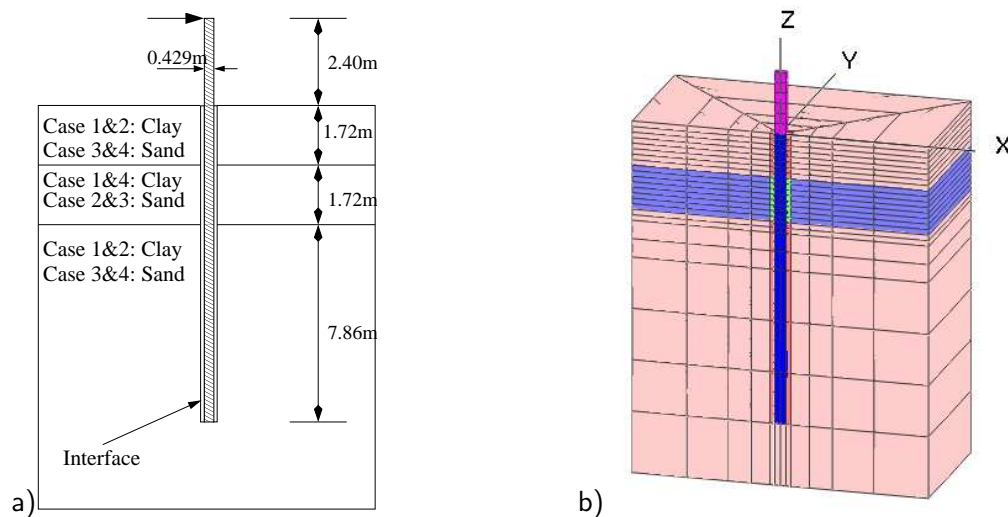 0.429m
2.40m
Case 1&2: Clay
Case 3&4: Sand
1.72m
Case 1&4: Clay
Case 2&3: Sand
1.72m
Case 1&2: Clay
Case 3&4: Sand
7.86m
Interface
a)
Z
Y
X
b)